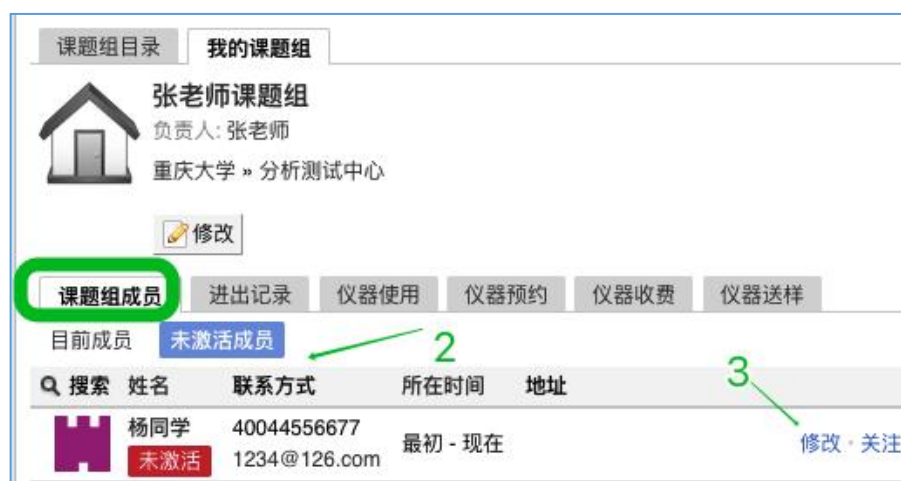 课题组目录 我的课题组
张老师课题组
负责人: 张老师
重庆大学 » 分析测试中心
修改
课题组成员 进出记录 仪器使用 仪器预约 仪器收费 仪器送样
目前成员 未激活成员 2
搜索 姓名 联系方式 所在时间 地址 3
杨同学 40044556677
最初 - 现在 修改 · 关注
未激活 1234@126.com